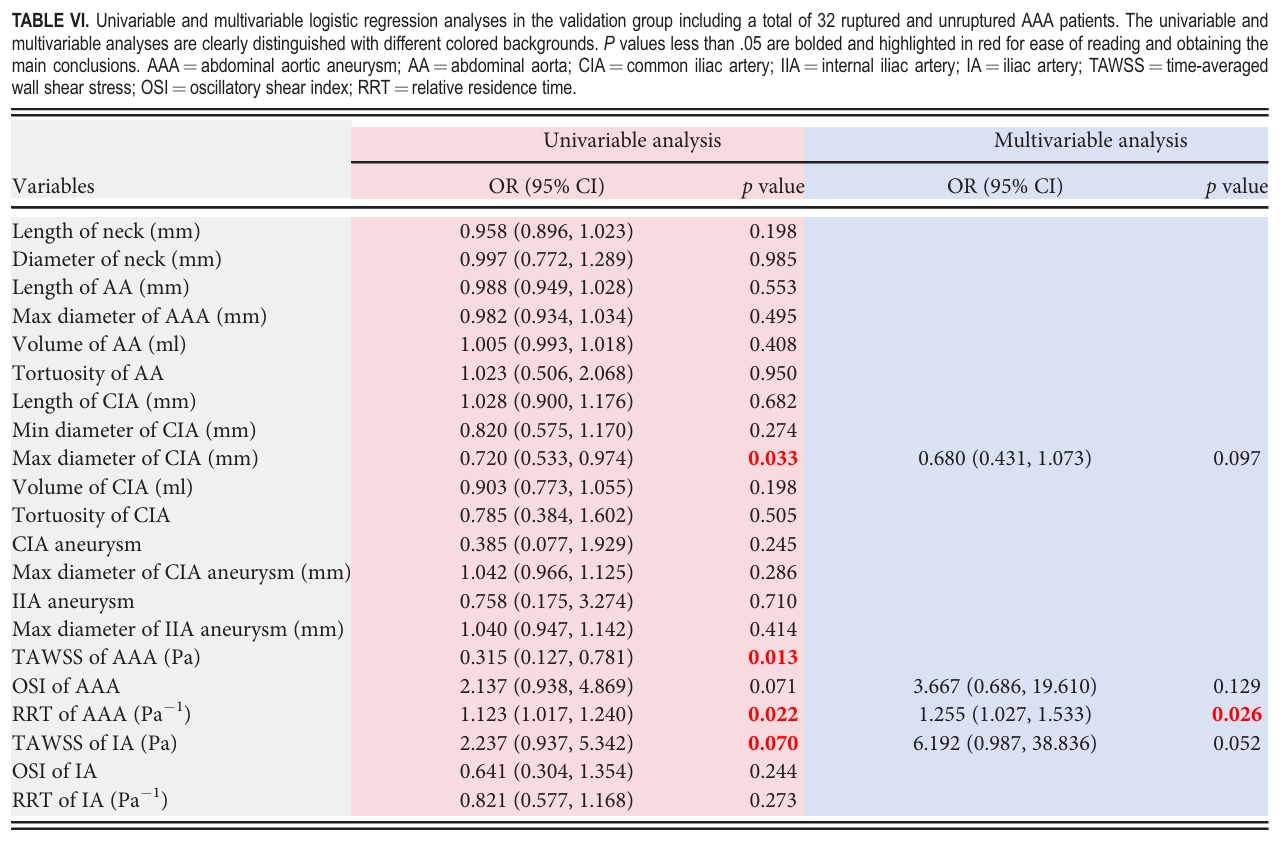 TABLE VI. Univariable and multivariable logistic regression analyses in the validation group including a total of 32 ruptured and unruptured AAA patients. The univariable and
multivariable analyses are clearly distinguished with different colored backgrounds. P values less than .05 are bolded and highlighted in red for ease of reading and obtaining the
main conclusions. AAA = abdominal aortic aneurysm; AA = abdominal aorta; CIA = common iliac artery; IIA = internal iliac artery; IA = iliac artery; TAWSS = time-averaged
wall shear stress; OSI = oscillatory shear index; RRT = relative residence time.
Univariable analysis Multivariable analysis
Variables OR (95% CI) p value OR (95% CI) p value
Length of neck (mm) 0.958 (0.896, 1.023) 0.198
Diameter of neck (mm) 0.997 (0.772, 1.289) 0.985
Length of AA (mm) 0.988 (0.949, 1.028) 0.553
Max diameter of AAA (mm) 0.982 (0.934, 1.034) 0.495
Volume of AA (ml) 1.005 (0.993, 1.018) 0.408
Tortuosity of AA 1.023 (0.506, 2.068) 0.950
Length of CIA (mm) 1.028 (0.900, 1.176) 0.682
Min diameter of CIA (mm) 0.820 (0.575, 1.170) 0.274
Max diameter of CIA (mm) 0.720 (0.533, 0.974) 0.033 0.680 (0.431, 1.073) 0.097
Volume of CIA (ml) 0.903 (0.773, 1.055) 0.198
Tortuosity of CIA 0.785 (0.384, 1.602) 0.505
CIA aneurysm 0.385 (0.077, 1.929) 0.245
Max diameter of CIA aneurysm (mm) 1.042 (0.966, 1.125) 0.286
IIA aneurysm 0.758 (0.175, 3.274) 0.710
Max diameter of IIA aneurysm (mm) 1.040 (0.947, 1.142) 0.414
TAWSS of AAA (Pa) 0.315 (0.127, 0.781) 0.013
OSI of AAA 2.137 (0.938, 4.869) 0.071 3.667 (0.686, 19.610) 0.129
RRT of AAA (Pa⁻¹) 1.123 (1.017, 1.240) 0.022 1.255 (1.027, 1.533) 0.026
TAWSS of IA (Pa) 2.237 (0.937, 5.342) 0.070 6.192 (0.987, 38.836) 0.052
OSI of IA 0.641 (0.304, 1.354) 0.244
RRT of IA (Pa⁻¹) 0.821 (0.577, 1.168) 0.273